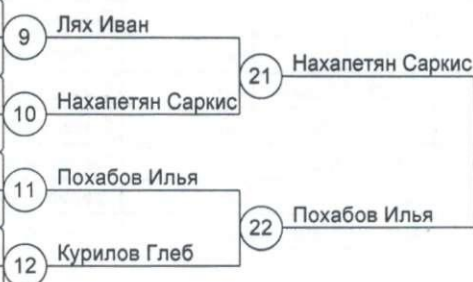 9 Лях Иван
21 Нахапетян Саркис
10 Нахапетян Саркис
11 Похабов Илья
22 Похабов Илья
12 Курилов Глеб